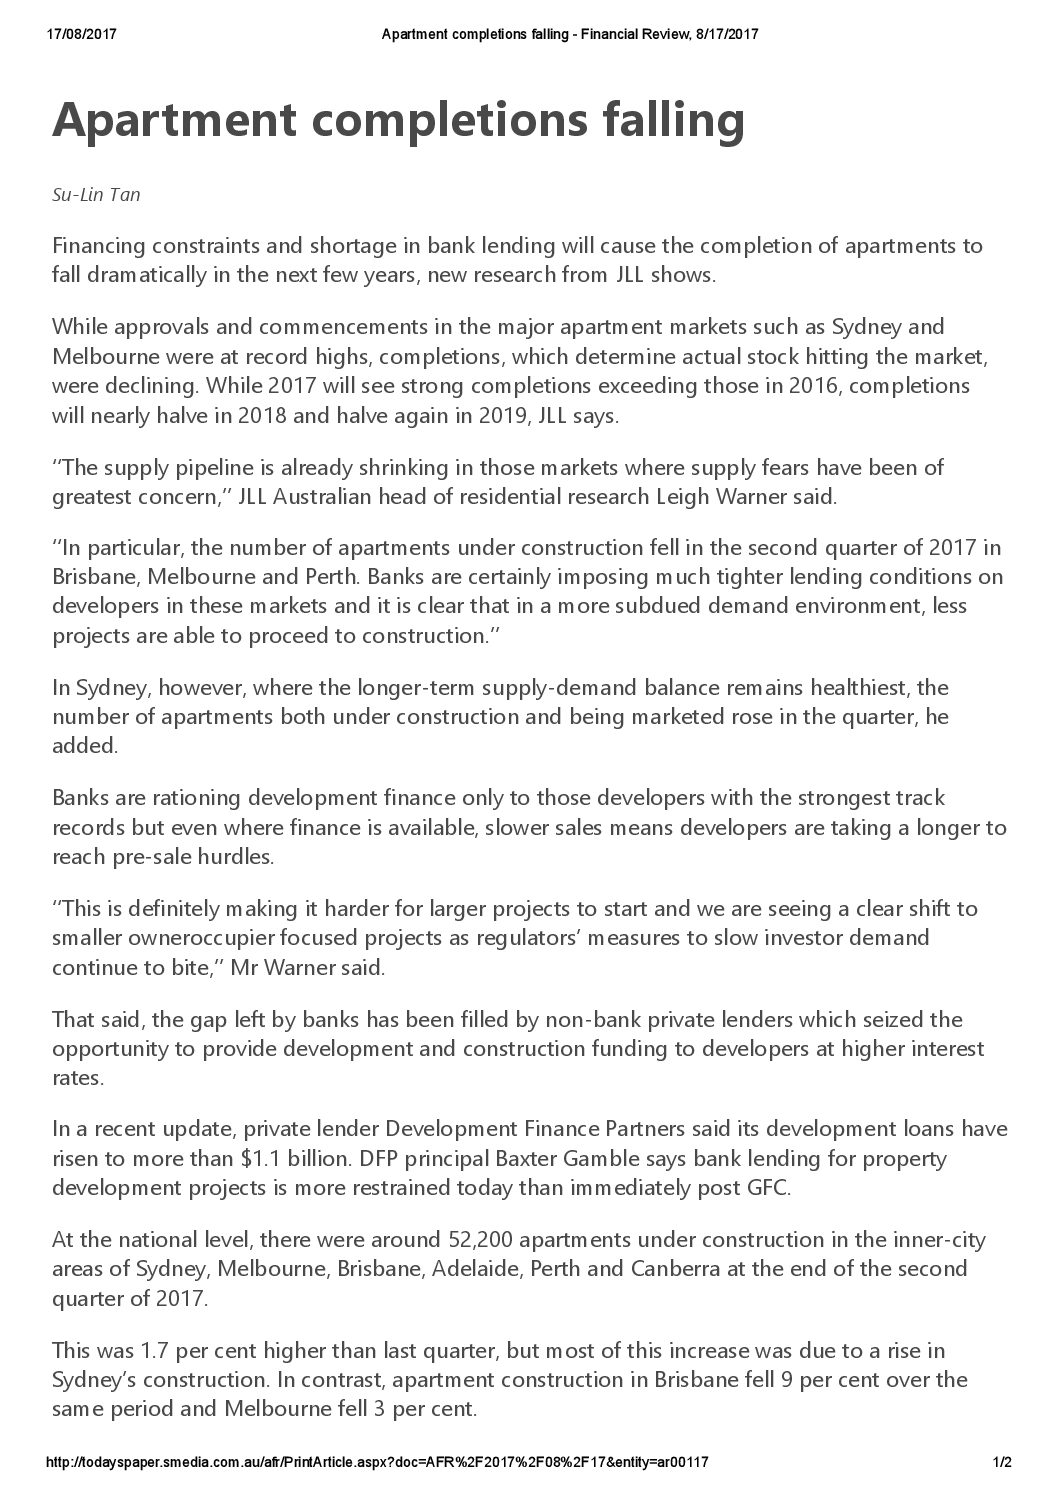 17/08/2017
Apartment completions falling - Financial Review, 8/17/2017
Apartment completions falling
Su-Lin Tan
Financing constraints and shortage in bank lending will cause the completion of apartments to
fall dramatically in the next few years, new research from JLL shows.
While approvals and commencements in the major apartment markets such as Sydney and
Melbourne were at record highs, completions, which determine actual stock hitting the market,
were declining. While 2017 will see strong completions exceeding those in 2016, completions
will nearly halve in 2018 and halve again in 2019, JLL says.
‘‘The supply pipeline is already shrinking in those markets where supply fears have been of
greatest concern,’’ JLL Australian head of residential research Leigh Warner said.
‘‘In particular, the number of apartments under construction fell in the second quarter of 2017 in
Brisbane, Melbourne and Perth. Banks are certainly imposing much tighter lending conditions on
developers in these markets and it is clear that in a more subdued demand environment, less
projects are able to proceed to construction.’’
In Sydney, however, where the longer-term supply-demand balance remains healthiest, the
number of apartments both under construction and being marketed rose in the quarter, he
added.
Banks are rationing development finance only to those developers with the strongest track
records but even where finance is available, slower sales means developers are taking a longer to
reach pre-sale hurdles.
‘‘This is definitely making it harder for larger projects to start and we are seeing a clear shift to
smaller owneroccupier focused projects as regulators’ measures to slow investor demand
continue to bite,’’ Mr Warner said.
That said, the gap left by banks has been filled by non-bank private lenders which seized the
opportunity to provide development and construction funding to developers at higher interest
rates.
In a recent update, private lender Development Finance Partners said its development loans have
risen to more than $1.1 billion. DFP principal Baxter Gamble says bank lending for property
development projects is more restrained today than immediately post GFC.
At the national level, there were around 52,200 apartments under construction in the inner-city
areas of Sydney, Melbourne, Brisbane, Adelaide, Perth and Canberra at the end of the second
quarter of 2017.
This was 1.7 per cent higher than last quarter, but most of this increase was due to a rise in
Sydney’s construction. In contrast, apartment construction in Brisbane fell 9 per cent over the
same period and Melbourne fell 3 per cent.
http://todayspaper.smedia.com.au/afr/PrintArticle.aspx?doc=AFR%2F2017%2F08%2F17&entity=ar00117
1/2